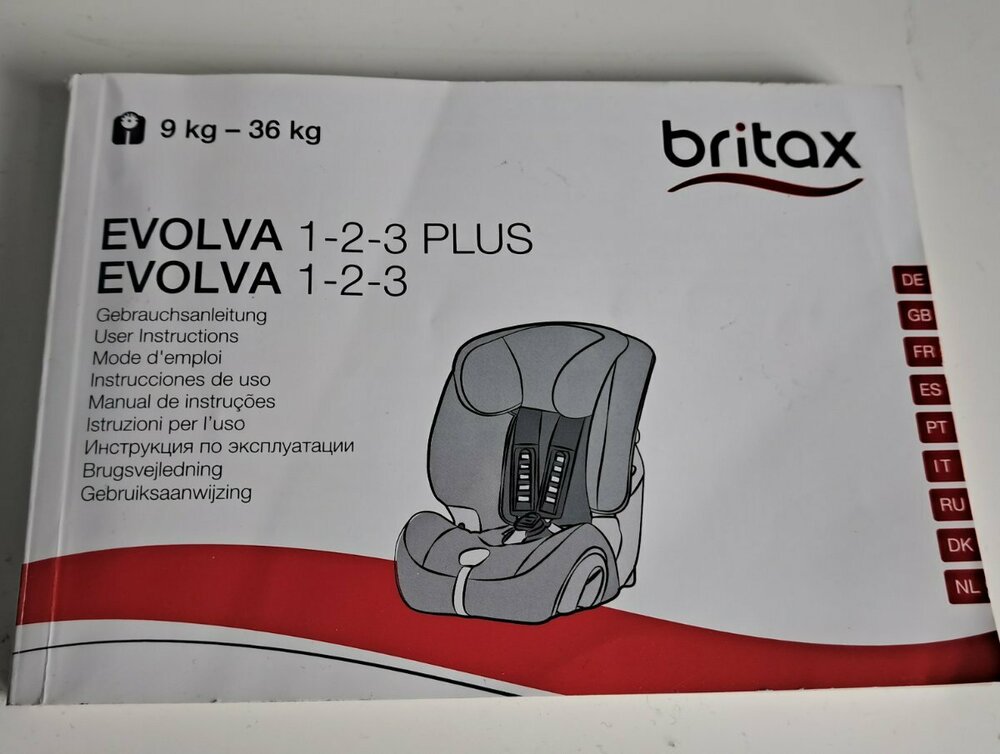 9 kg – 36 kg
britax
EVOLVA 1-2-3 PLUS
EVOLVA 1-2-3
Gebrauchsanleitung
User Instructions
Mode d'emploi
Instrucciones de uso
Manual de instruções
Istruzioni per l'uso
Инструкция по эксплуатации
Brugsvejledning
Gebruiksaanwijzing
DE
GB
FR
ES
PT
IT
RU
DK
NL